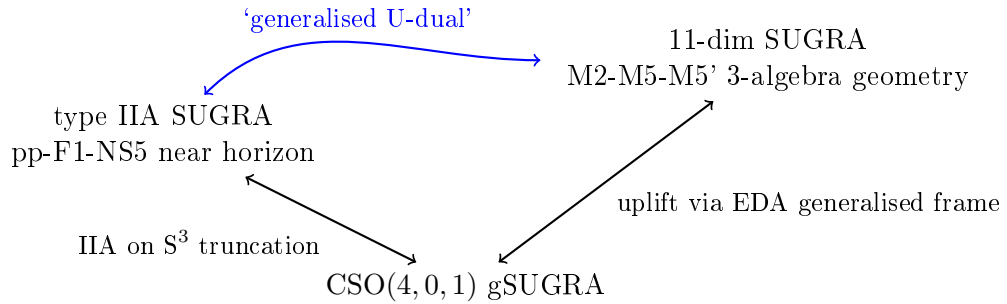 ‘generalised U-dual’
11-dim SUGRA
M2-M5-M5' 3-algebra geometry
type IIA SUGRA
pp-F1-NS5 near horizon
uplift via EDA generalised frame
IIA on S³ truncation
CSO(4, 0, 1) gSUGRA